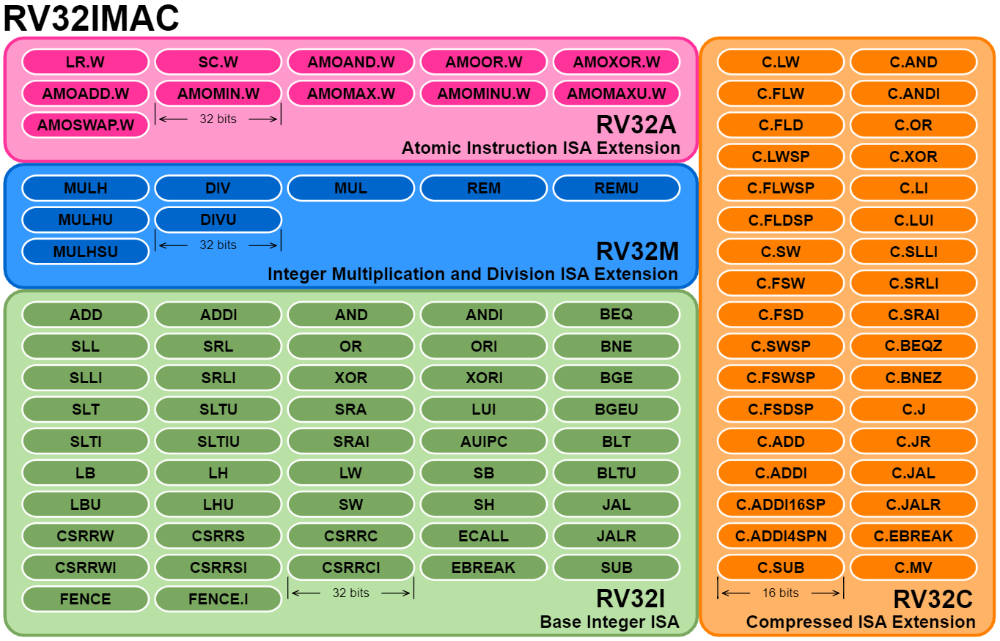 RV32IMAC
LR.W SC.W AMOAND.W AMOOR.W AMOXOR.W
AMOADD.W AMOMIN.W AMOMAX.W AMOMINU.W AMOMAXU.W
AMOSWAP.W 32 bits
RV32A
Atomic Instruction ISA Extension
MULH DIV MUL REM REMU
MULHU DIVU
MULHSU 32 bits
RV32M
Integer Multiplication and Division ISA Extension
ADD ADDI AND ANDI BEQ
SLL SRL OR ORI BNE
SLLI SRLI XOR XORI BGE
SLT SLTU SRA LUI BGEU
SLTI SLTIU SRAI AUIPC BLT
LB LH LW SB BLTU
LBU LHU SW SH JAL
CSRRW CSRRS CSRRC ECALL JALR
CSRRWI CSRRSI CSRRCI EBREAK SUB
FENCE FENCE.I 32 bits
RV32I
Base Integer ISA
C.LW C.AND
C.FLW C.ANDI
C.FLD C.OR
C.LWSP C.XOR
C.FLWSP C.LI
C.FLDSP C.LUI
C.SW C.SLLI
C.FSW C.SRLI
C.FSD C.SRAI
C.SWSP C.BEQZ
C.FSWSP C.BNEZ
C.FSDSP C.J
C.ADD C.JR
C.ADDI C.JAL
C.ADDI16SP C.JALR
C.ADDI4SPN C.EBREAK
C.SUB C.MV
16 bits
RV32C
Compressed ISA Extension